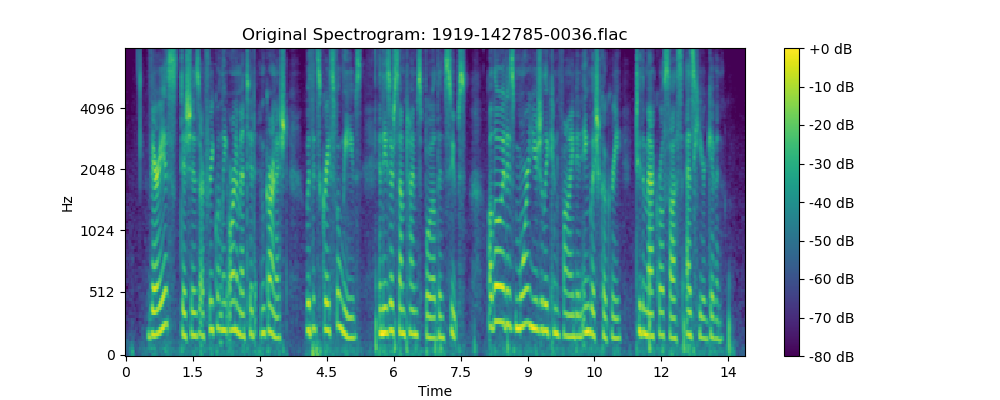 Original Spectrogram: 1919-142785-0036.flac
Hz
4096
2048
1024
512
0
0 1.5 3 4.5 6 7.5 9 10 12 14
Time
+0 dB
-10 dB
-20 dB
-30 dB
-40 dB
-50 dB
-60 dB
-70 dB
-80 dB